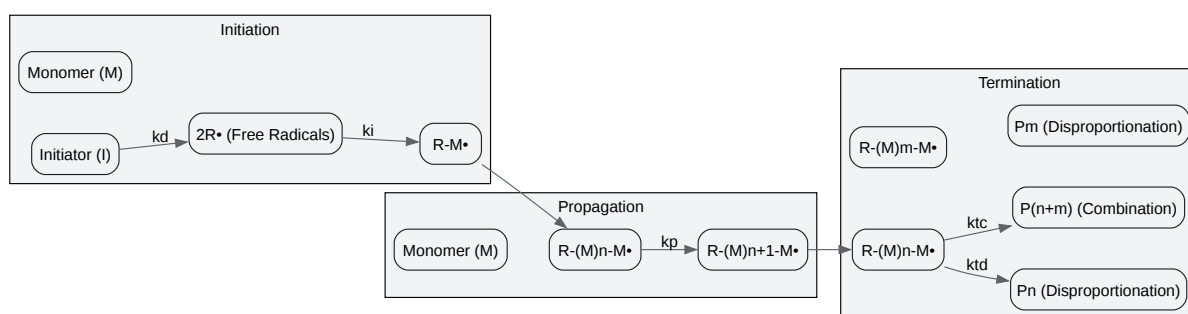 Initiation
Monomer (M)
Initiator (I)
kd
2R• (Free Radicals)
ki
R-M•
Propagation
Monomer (M)
R-(M)n-M•
kp
R-(M)n+1-M•
Termination
Pm (Disproportionation)
R-(M)m-M•
R-(M)n-M•
ktc
P(n+m) (Combination)
ktd
Pn (Disproportionation)